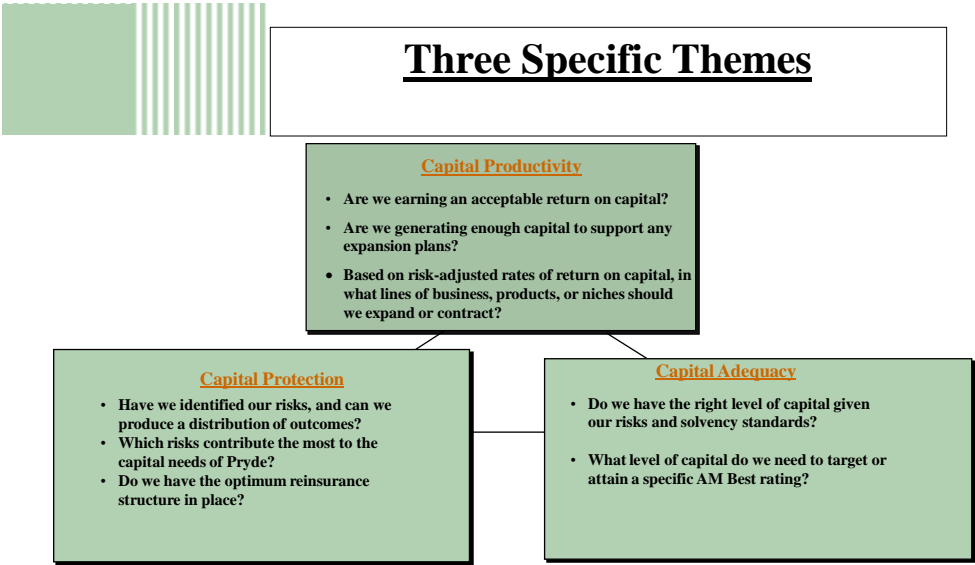 Three Specific Themes
Capital Productivity
• Are we earning an acceptable return on capital?
• Are we generating enough capital to support any
expansion plans?
• Based on risk-adjusted rates of return on capital, in
what lines of business, products, or niches should
we expand or contract?
Capital Protection
• Have we identified our risks, and can we
produce a distribution of outcomes?
• Which risks contribute the most to the
capital needs of Pryde?
• Do we have the optimum reinsurance
structure in place?
Capital Adequacy
• Do we have the right level of capital given
our risks and solvency standards?
• What level of capital do we need to target or
attain a specific AM Best rating?